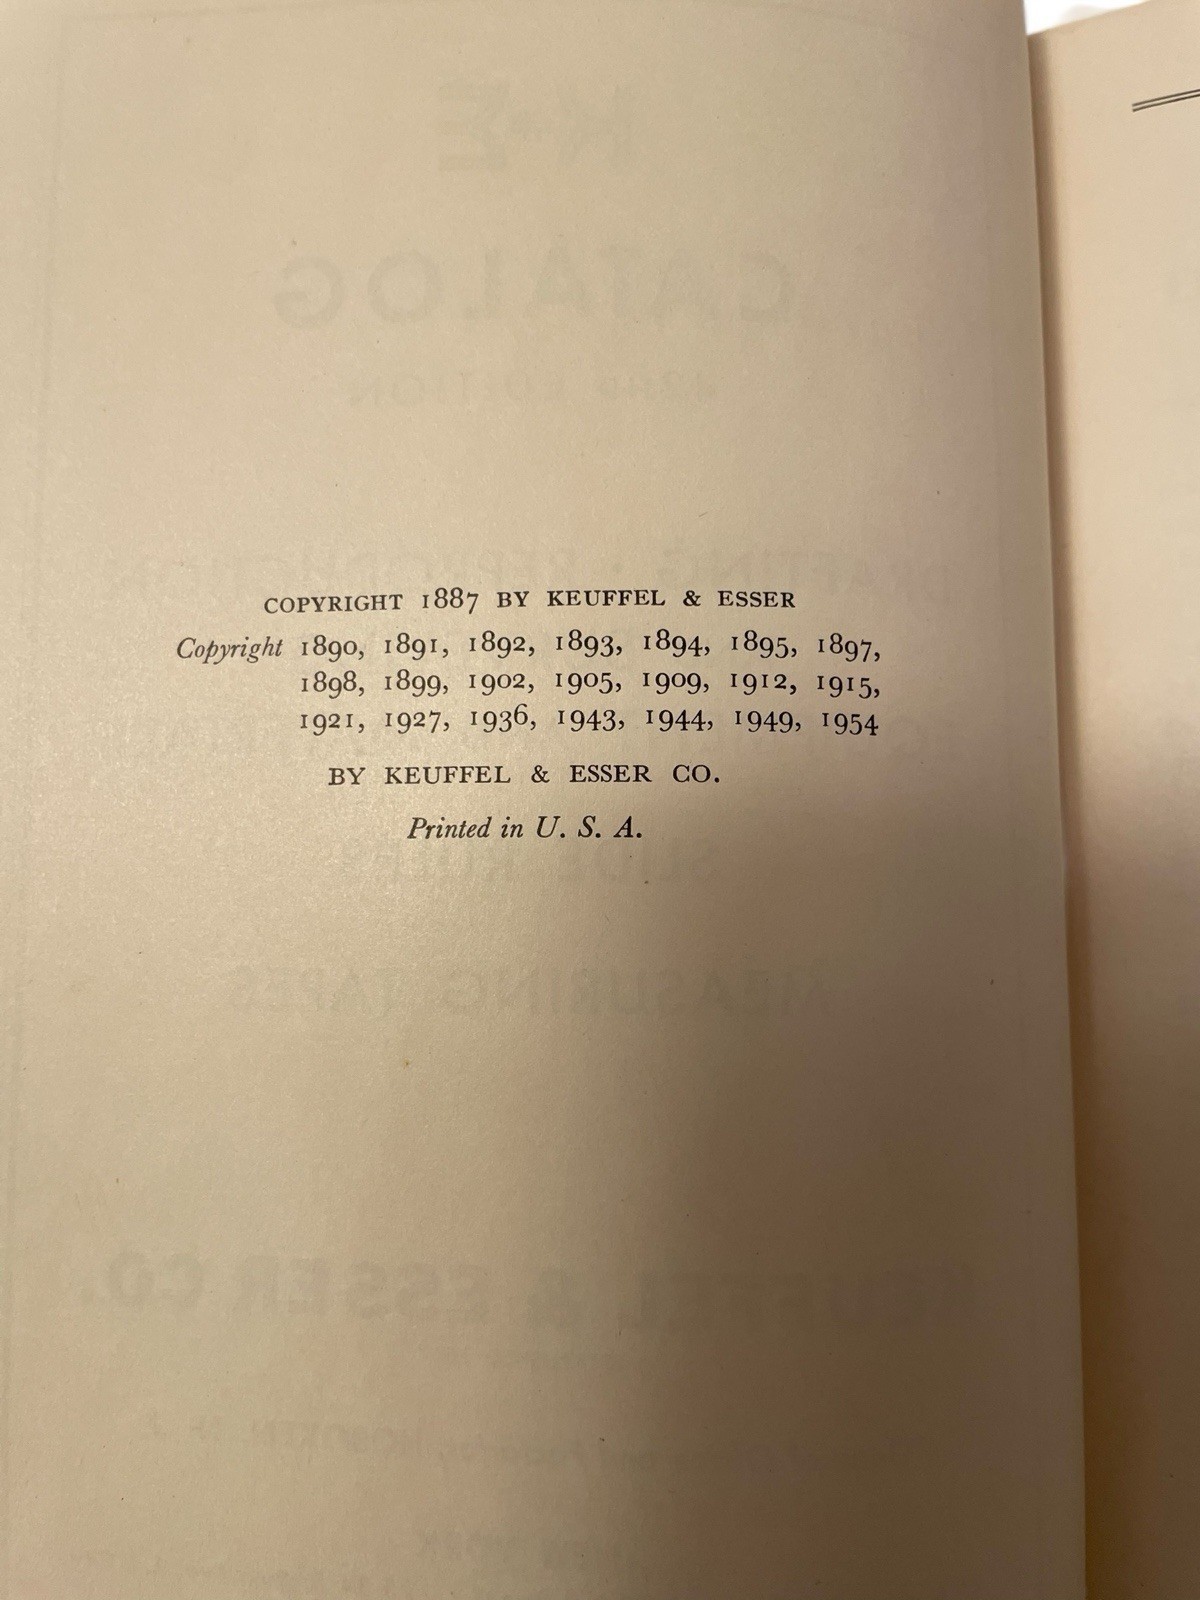 COPYRIGHT 1887 BY KEUFFEL & ESSER
Copyright 1890, 1891, 1892, 1893, 1894, 1895, 1897,
1898, 1899, 1902, 1905, 1909, 1912, 1915,
1921, 1927, 1936, 1943, 1944, 1949, 1954
BY KEUFFEL & ESSER CO.
Printed in U. S. A.